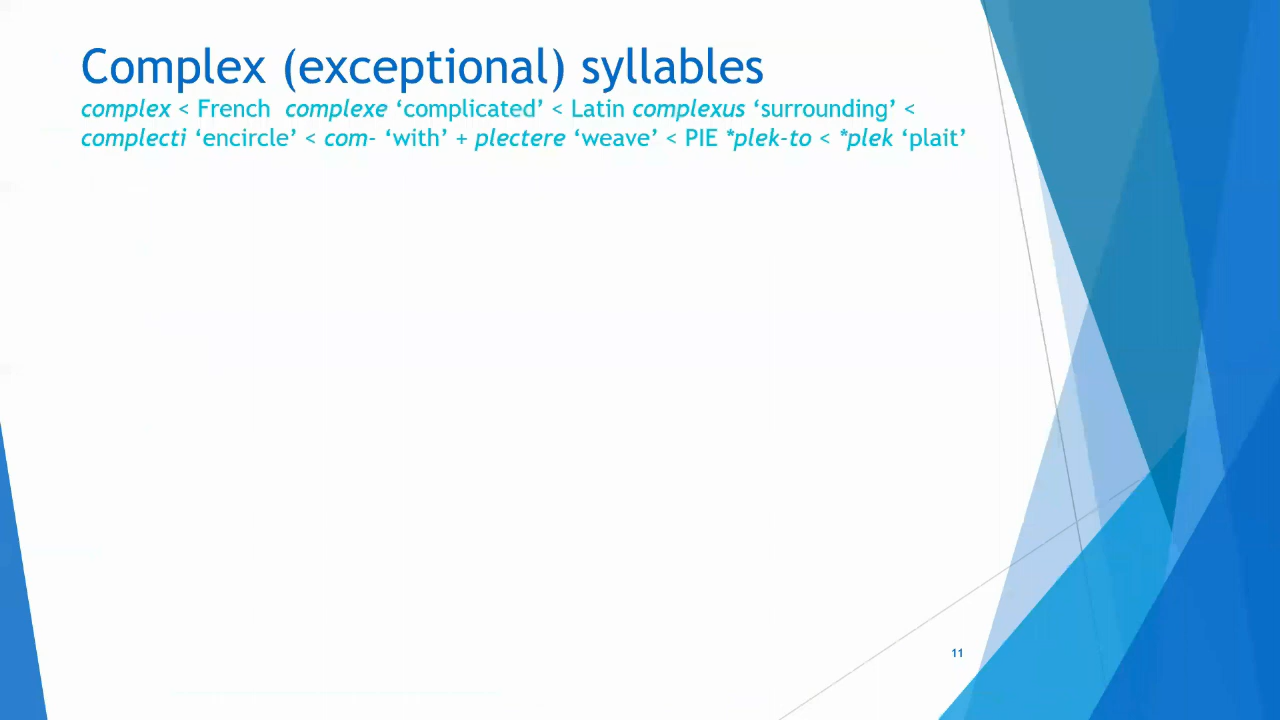 Complex (exceptional) syllables
complex < French complexe ‘complicated’ < Latin complexus ‘surrounding’ <
complecti ‘encircle’ < com- ‘with’ + plectere ‘weave’ < PIE *plek-to < *plek ‘plait’
11